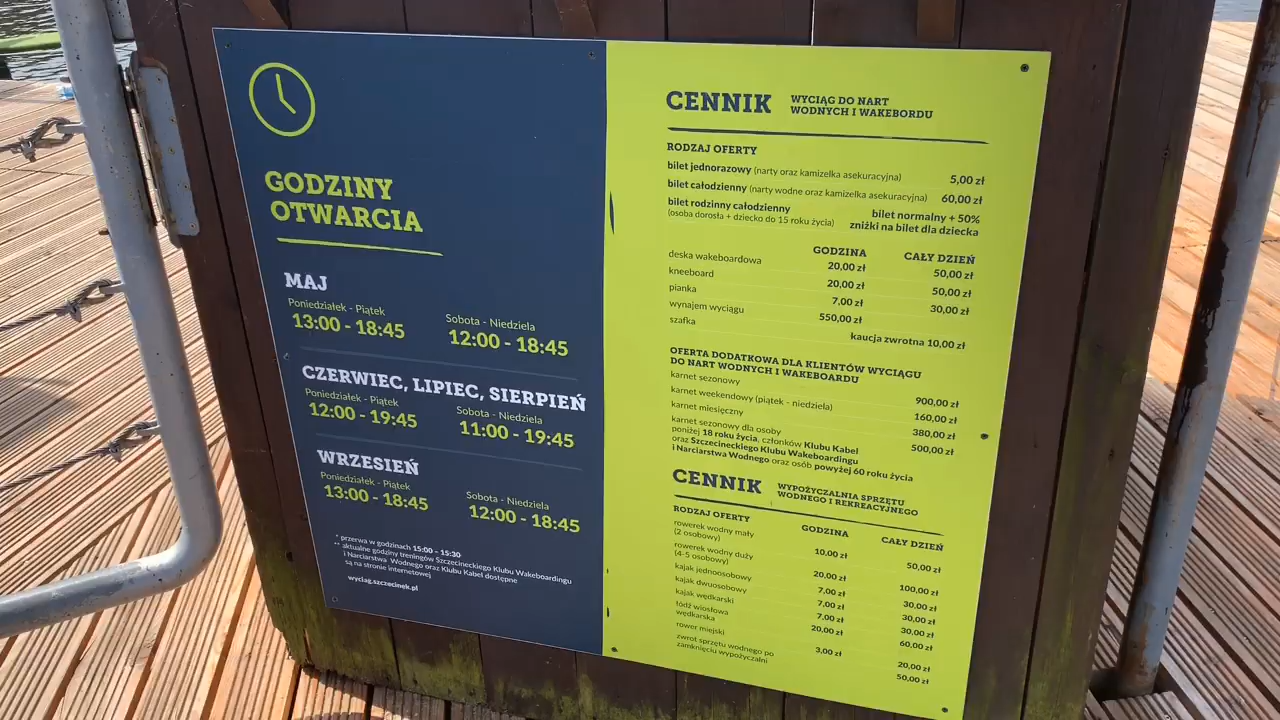 GODZINY
OTWARCIA
MAJ
Poniedziałek - Piątek
13:00 - 18:45
Sobota - Niedziela
12:00 - 18:45
CZERWIEC, LIPIEC, SIERPIEŃ
Poniedziałek - Piątek
12:00 - 19:45
Sobota - Niedziela
11:00 - 19:45
WRZESIEŃ
Poniedziałek - Piątek
13:00 - 18:45
Sobota - Niedziela
12:00 - 18:45
* przerwa w godzinach 15:00 - 15:30
** aktualne godziny treningów Szczecineckiego Klubu Wakeboardingu
i Narciarstwa Wodnego oraz Klubu Kabel dostępne
są na stronie internetowej
wyciag.szczecinek.pl
CENNIK WYCIĄG DO NART
WODNYCH I WAKEBORDU
RODZAJ OFERTY
bilet jednorazowy (narty oraz kamizelka asekuracyjna) 5,00 zł
bilet całodzienny (narty wodne oraz kamizelka asekuracyjna) 60,00 zł
bilet rodzinny całodzienny bilet normalny + 50%
(osoba dorosła + dziecko do 15 roku życia) zniżki na bilet dla dziecka
GODZINA CAŁY DZIEŃ
deska wakeboardowa 20,00 zł 50,00 zł
kneeboard 20,00 zł 50,00 zł
pianka 7,00 zł 30,00 zł
wynajem wyciągu 550,00 zł
szafka kaucja zwrotna 10,00 zł
OFERTA DODATKOWA DLA KLIENTÓW WYCIĄGU
DO NART WODNYCH I WAKEBOARDU
karnet sezonowy 900,00 zł
karnet weekendowy (piątek - niedziela) 160,00 zł
karnet miesięczny 380,00 zł
karnet sezonowy dla osoby 500,00 zł
poniżej 18 roku życia, członków Klubu Kabel
oraz Szczecineckiego Klubu Wakeboardingu
i Narciarstwa Wodnego oraz osób powyżej 60 roku życia
CENNIK WYPOŻYCZALNIA SPRZĘTU
WODNEGO I REKREACYJNEGO
RODZAJ OFERTY GODZINA CAŁY DZIEŃ
rowerek wodny mały
(2 osobowy) 10,00 zł 50,00 zł
rowerek wodny duży
(4-5 osobowy) 20,00 zł 100,00 zł
kajak jednoosobowy 7,00 zł 30,00 zł
kajak dwuosobowy 7,00 zł 30,00 zł
kajak wędkarski 7,00 zł 30,00 zł
łódź wiosłowa
wędkarska 20,00 zł 60,00 zł
rower miejski 3,00 zł 20,00 zł
zwrot sprzętu wodnego po
zamknięciu wypożyczalni 50,00 zł